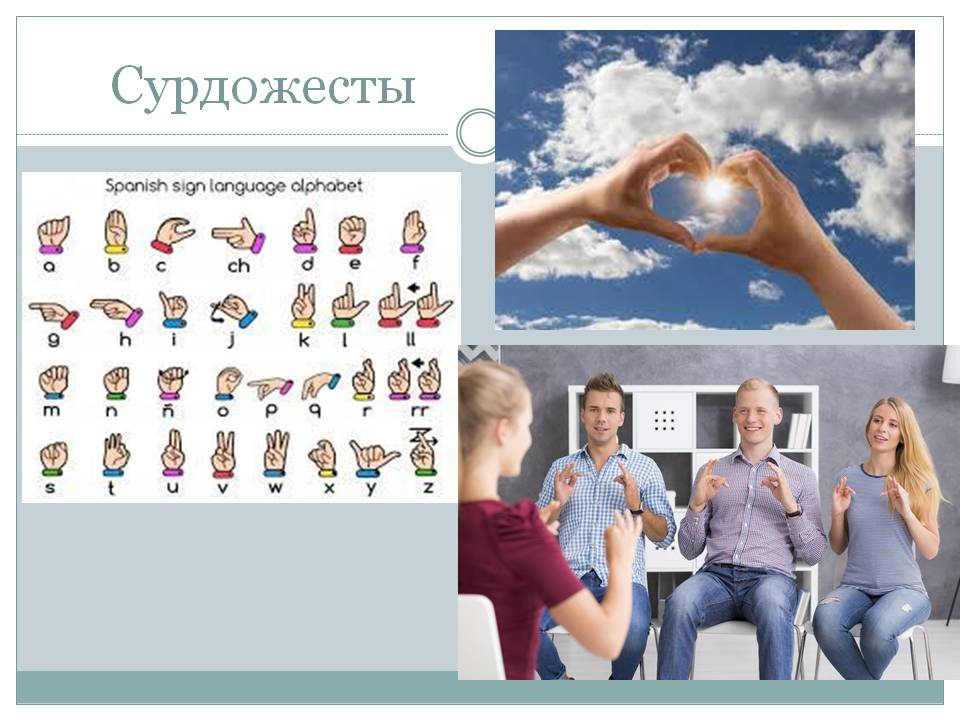 Сурдожесты
Spanish sign language alphabet
a b c ch d e f
g h i j k l ll
m n ñ o p q r rr
s t u v w x y z